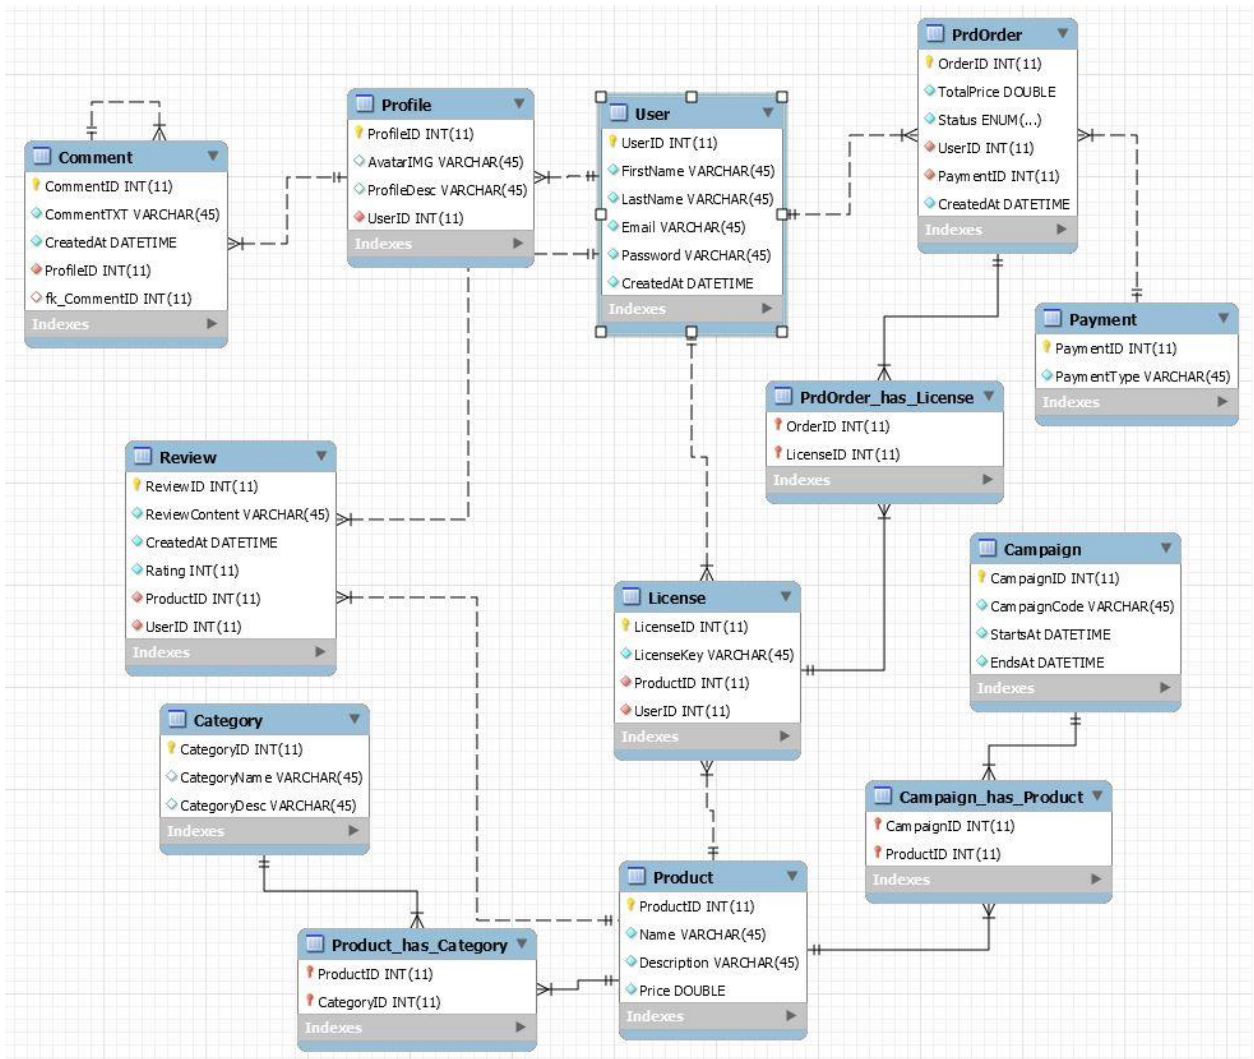 PrdOrder
OrderID INT(11)
TotalPrice DOUBLE
Status ENUM(...)
UserID INT(11)
PaymentID INT(11)
CreatedAt DATETIME
Indexes
Profile
ProfileID INT(11)
AvatarIMG VARCHAR(45)
ProfileDesc VARCHAR(45)
UserID INT(11)
Indexes
User
UserID INT(11)
FirstName VARCHAR(45)
LastName VARCHAR(45)
Email VARCHAR(45)
Password VARCHAR(45)
CreatedAt DATETIME
Indexes
Comment
CommentID INT(11)
CommentTXT VARCHAR(45)
CreatedAt DATETIME
ProfileID INT(11)
fk_CommentID INT(11)
Indexes
Payment
PaymentID INT(11)
PaymentType VARCHAR(45)
Indexes
PrdOrder_has_License
OrderID INT(11)
LicenseID INT(11)
Indexes
Review
ReviewID INT(11)
ReviewContent VARCHAR(45)
CreatedAt DATETIME
Rating INT(11)
ProductID INT(11)
UserID INT(11)
Indexes
Campaign
CampaignID INT(11)
CampaignCode VARCHAR(45)
StartsAt DATETIME
EndsAt DATETIME
Indexes
License
LicenseID INT(11)
LicenseKey VARCHAR(45)
ProductID INT(11)
UserID INT(11)
Indexes
Category
CategoryID INT(11)
CategoryName VARCHAR(45)
CategoryDesc VARCHAR(45)
Indexes
Campaign_has_Product
CampaignID INT(11)
ProductID INT(11)
Indexes
Product
ProductID INT(11)
Name VARCHAR(45)
Description VARCHAR(45)
Price DOUBLE
Indexes
Product_has_Category
ProductID INT(11)
CategoryID INT(11)
Indexes